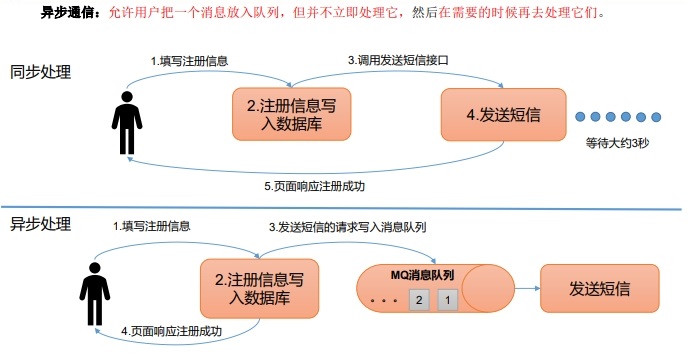 异步通信：允许用户把一个消息放入队列，但并不立即处理它，然后在需要的时候再去处理它们。
同步处理
1.填写注册信息
3.调用发送短信接口
2.注册信息写
入数据库
4.发送短信
等待大约3秒
5.页面响应注册成功
异步处理
1.填写注册信息
3.发送短信的请求写入消息队列
2.注册信息写
入数据库
MQ消息队列
。。。 2 1
发送短信
4.页面响应注册成功